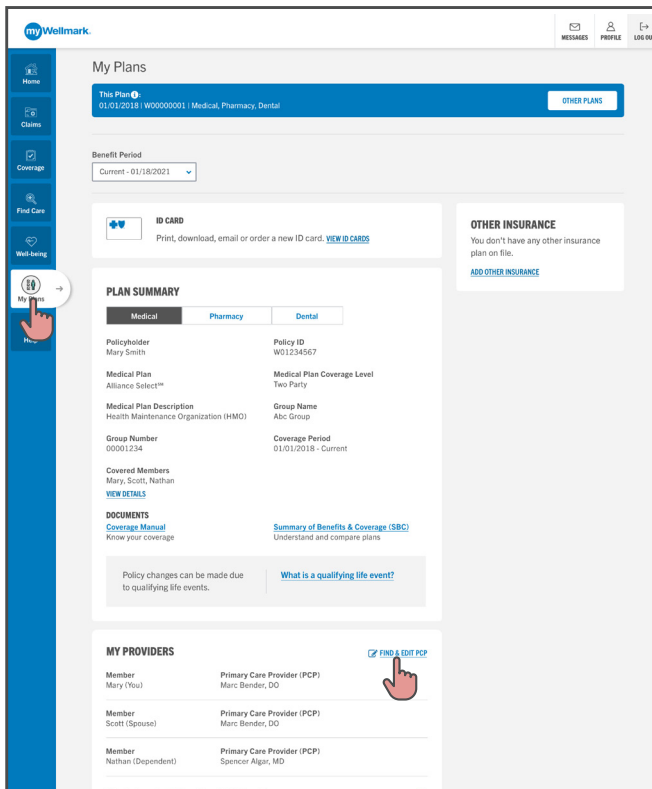 myWellmark.
MESSAGES
PROFILE
LOG OU
Home
Claims
Coverage
Find Care
Well-being
My Plans
My Plans
This Plan:
01/01/2018 | W00000001 | Medical, Pharmacy, Dental
OTHER PLANS
Benefit Period
Current - 01/18/2021
ID CARD
Print, download, email or order a new ID card. VIEW ID CARDS
OTHER INSURANCE
You don't have any other insurance
plan on file.
ADD OTHER INSURANCE
PLAN SUMMARY
Medical
Pharmacy
Dental
Policyholder
Mary Smith
Policy ID
W01234567
Medical Plan
Alliance Select℠
Medical Plan Coverage Level
Two Party
Medical Plan Description
Health Maintenance Organization (HMO)
Group Name
Abc Group
Group Number
00001234
Coverage Period
01/01/2018 - Current
Covered Members
Mary, Scott, Nathan
VIEW DETAILS
DOCUMENTS
Coverage Manual
Know your coverage
Summary of Benefits & Coverage (SBC)
Understand and compare plans
Policy changes can be made due
to qualifying life events.
What is a qualifying life event?
MY PROVIDERS
FIND & EDIT PCP
Member
Mary (You)
Primary Care Provider (PCP)
Marc Bender, DO
Member
Scott (Spouse)
Primary Care Provider (PCP)
Marc Bender, DO
Member
Nathan (Dependent)
Primary Care Provider (PCP)
Spencer Algar, MD